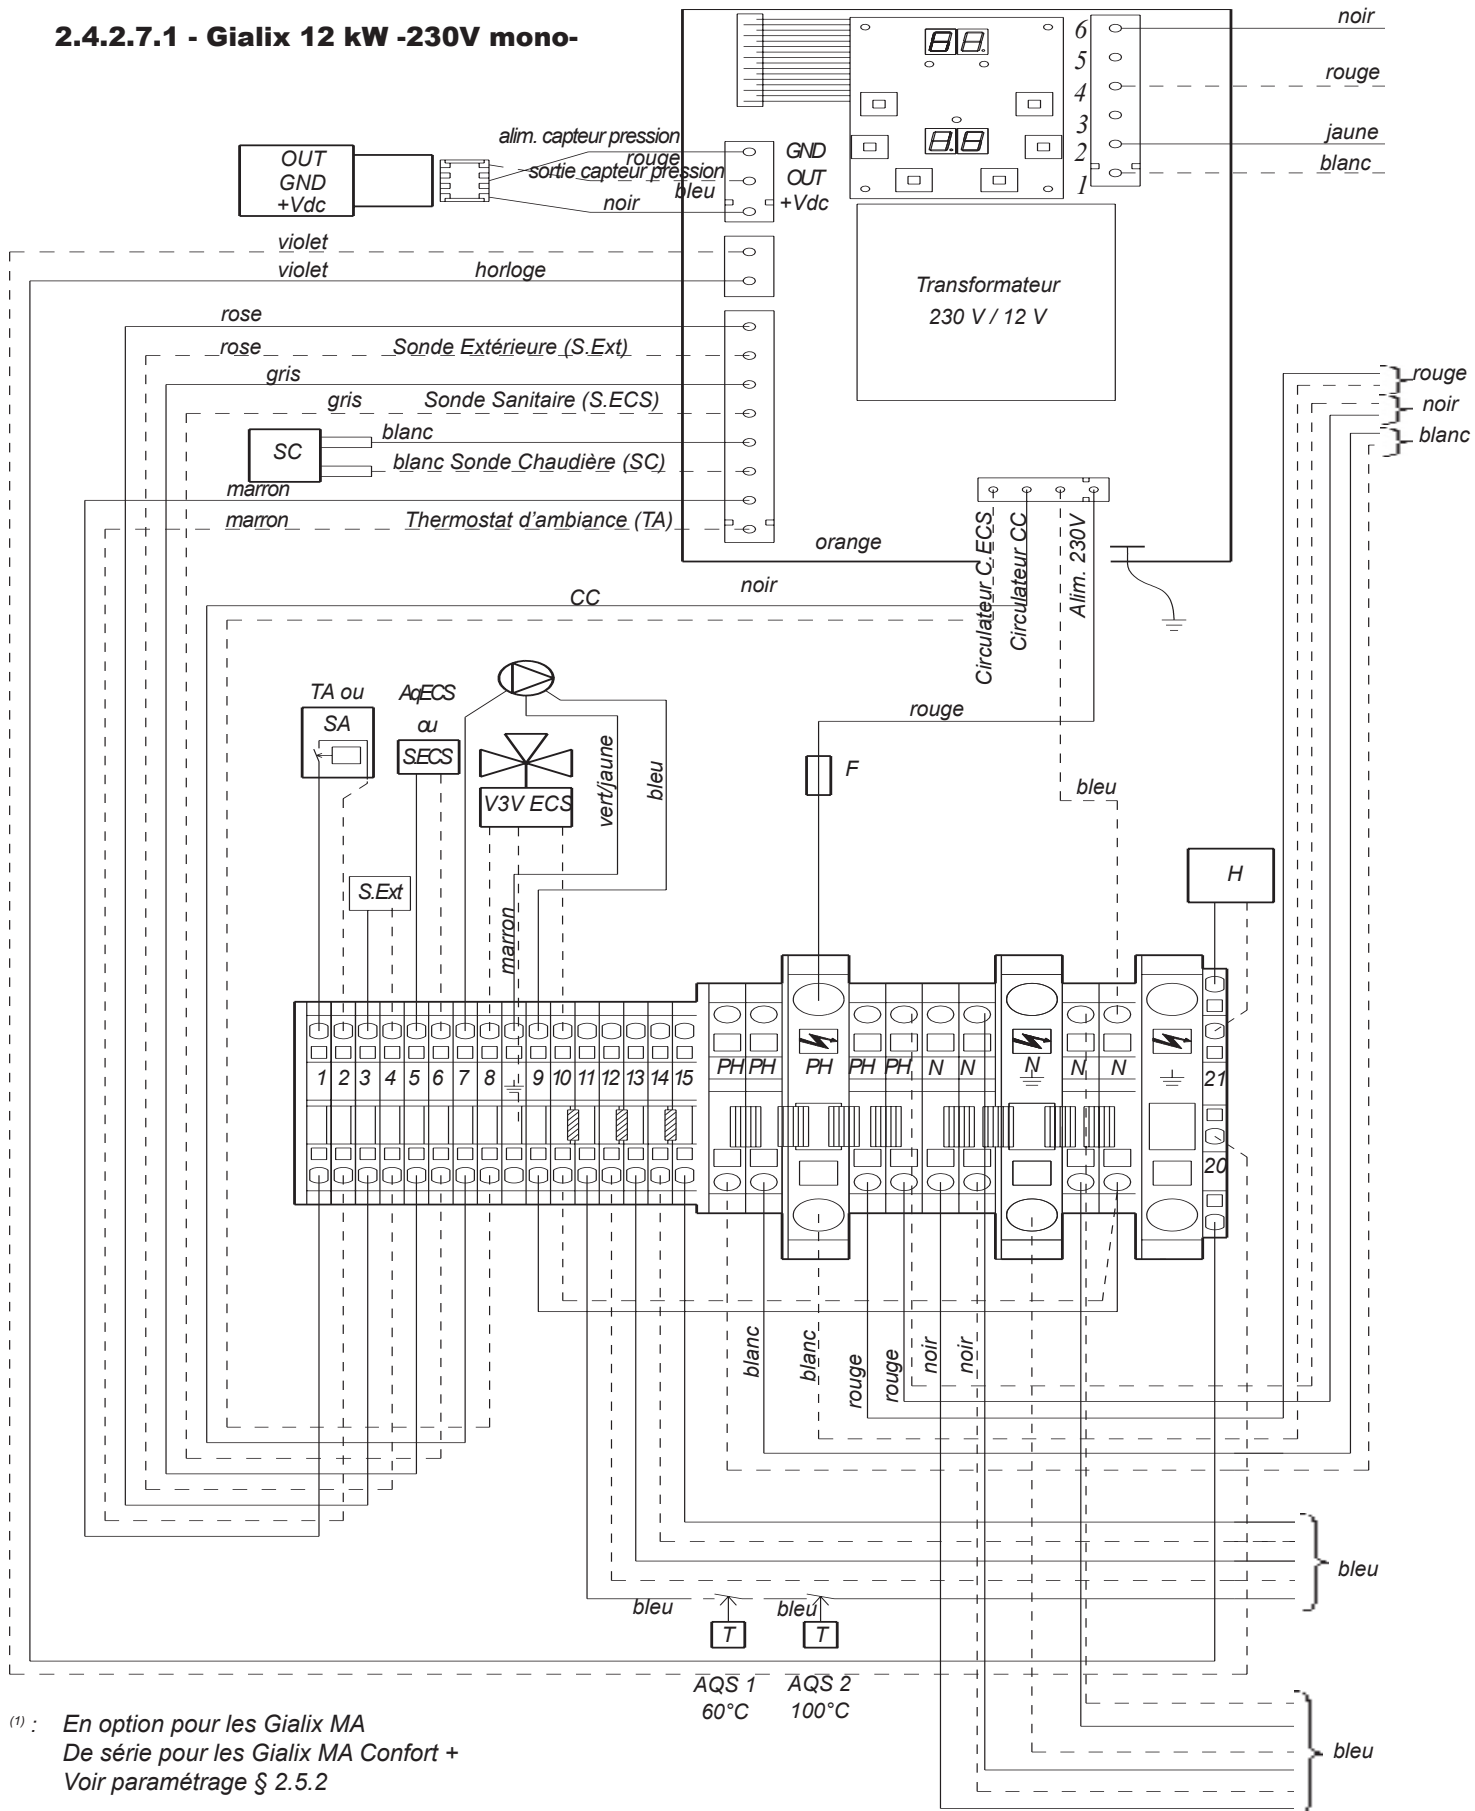 2.4.2.7.1 - Gialix 12 kW -230V mono-
noir
rouge
jaune
blanc
6
5
4
3
2
1
OUT
GND
+Vdc
alim. capteur pression
rouge
sortie capteur pression
bleu
noir
GND
OUT
+Vdc
violet
violet horloge
Transformateur
230 V / 12 V
rose
rose Sonde Extérieure (S.Ext)
gris
gris Sonde Sanitaire (S.ECS)
SC
blanc
blanc Sonde Chaudière (SC)
marron
marron Thermostat d'ambiance (TA)
rouge
noir
blanc
orange
noir
CC
Circulateur C.ECS
Circulateur CC
Alim. 230V
TA ou
SA
AqECS
ou
S.ECS
V3V ECS
vert/jaune
bleu
rouge
F
bleu
H
S.Ext
marron
1 2 3 4 5 6 7 8 9 10 11 12 13 14 15
PH PH PH PH PH N N N N N
21
20
blanc
blanc
rouge
rouge
noir
noir
bleu
bleu
bleu
T
T
AQS 1
60°C
AQS 2
100°C
bleu
(1) : En option pour les Gialix MA
De série pour les Gialix MA Confort +
Voir paramétrage § 2.5.2